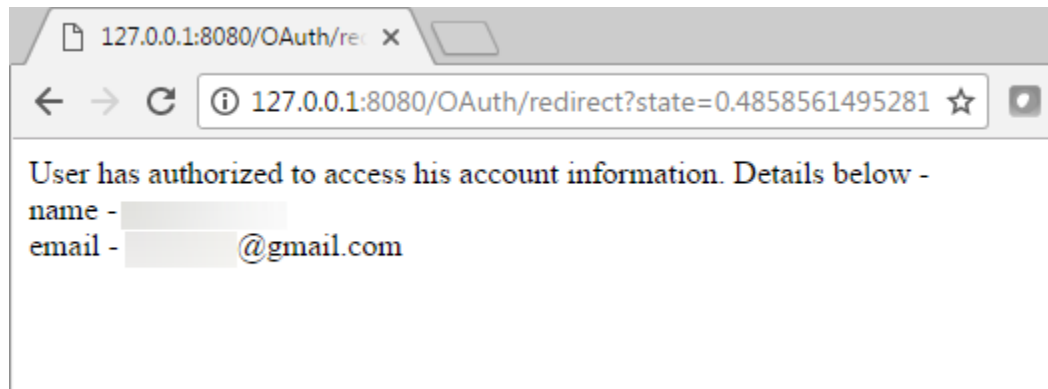 127.0.0.1:8080/OAuth/re
127.0.0.1:8080/OAuth/redirect?state=0.4858561495281
User has authorized to access his account information. Details below -
name -
email - @gmail.com